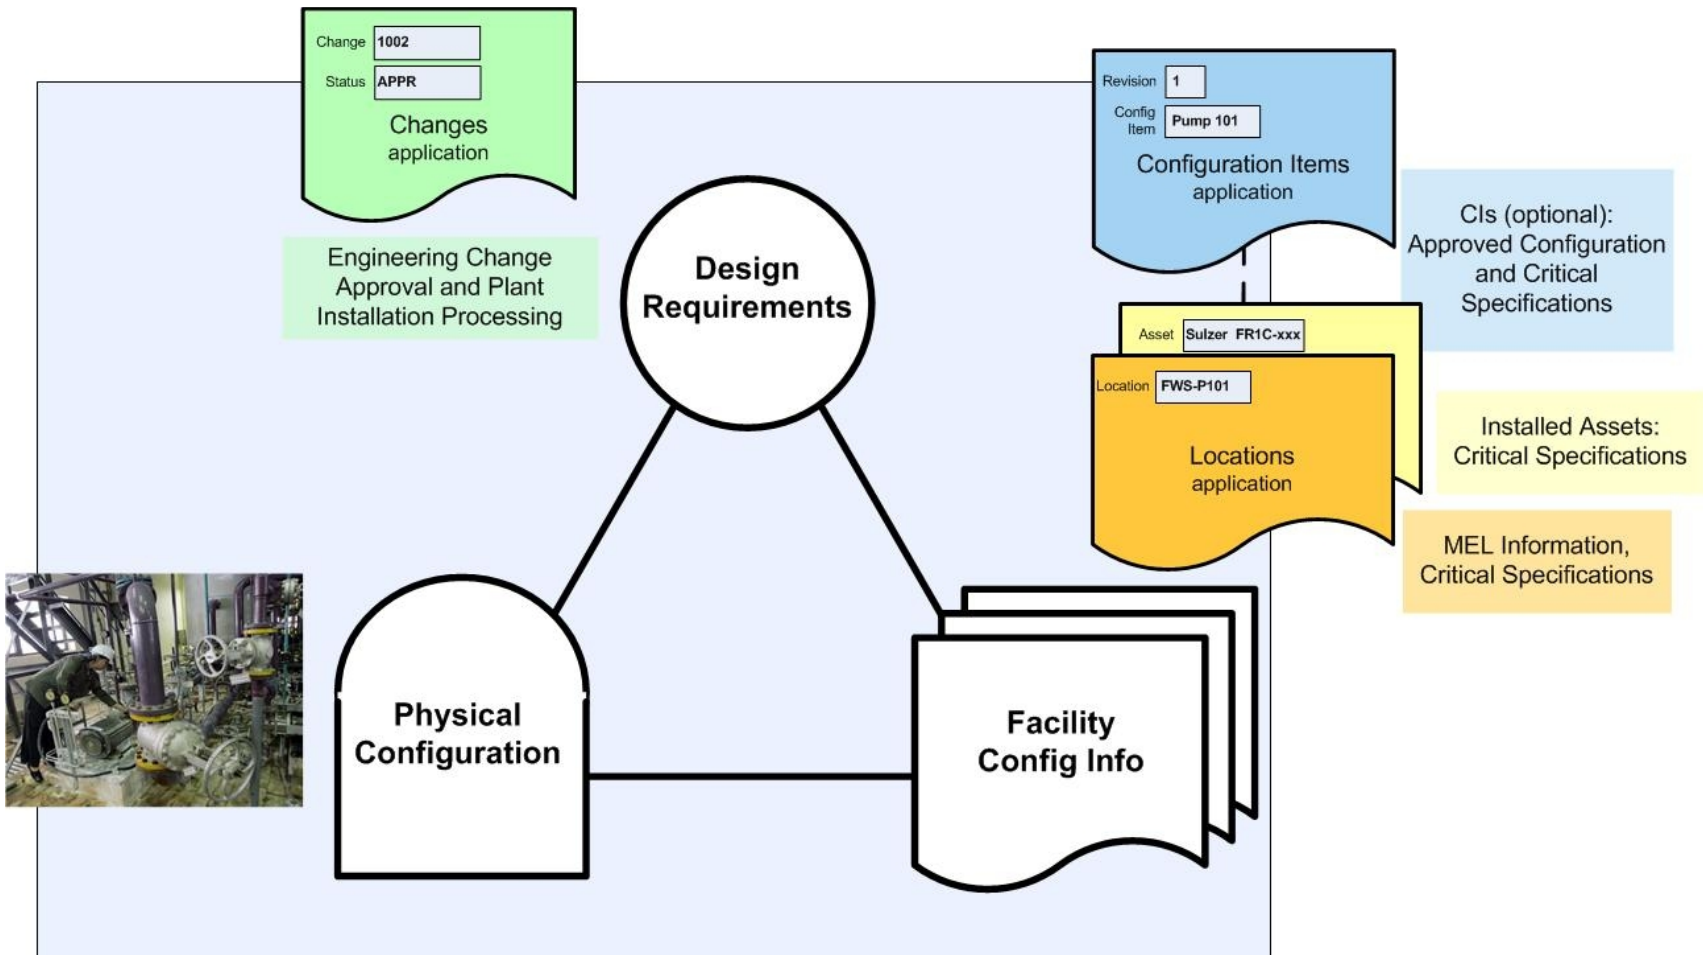 Change 1002
Status APPR
Changes
application
Engineering Change
Approval and Plant
Installation Processing
Design
Requirements
Revision 1
Config
Item Pump 101
Configuration Items
application
CIs (optional):
Approved Configuration
and Critical
Specifications
Asset Sulzer FR1C-xxx
Location FWS-P101
Locations
application
Installed Assets:
Critical Specifications
MEL Information,
Critical Specifications
Physical
Configuration
Facility
Config Info